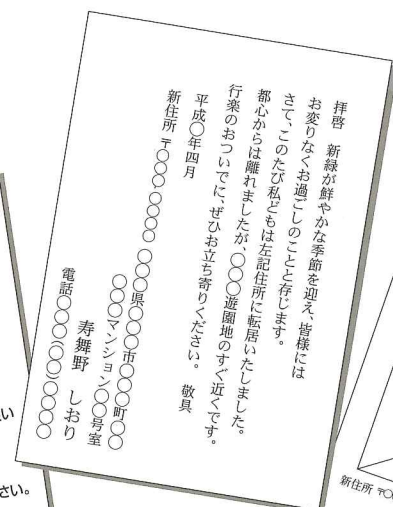 拝啓　新緑が鮮やかな季節を迎え、皆様には
お変りなくお過ごしのことと存じます。
さて、このたび私どもは左記住所に転居いたしました。
都心からは離れましたが、○○○遊園地のすぐ近くです。
行楽のおついでに、ぜひお立ち寄りください。　敬具
平成○年四月
新住所　〒○○○-○○○○　○○○県○○○市○○○町○○
○○○マンション○○号室
寿舞野　しおり
電話○○○(○○)○○○○
い
さい。
新住所 〒○